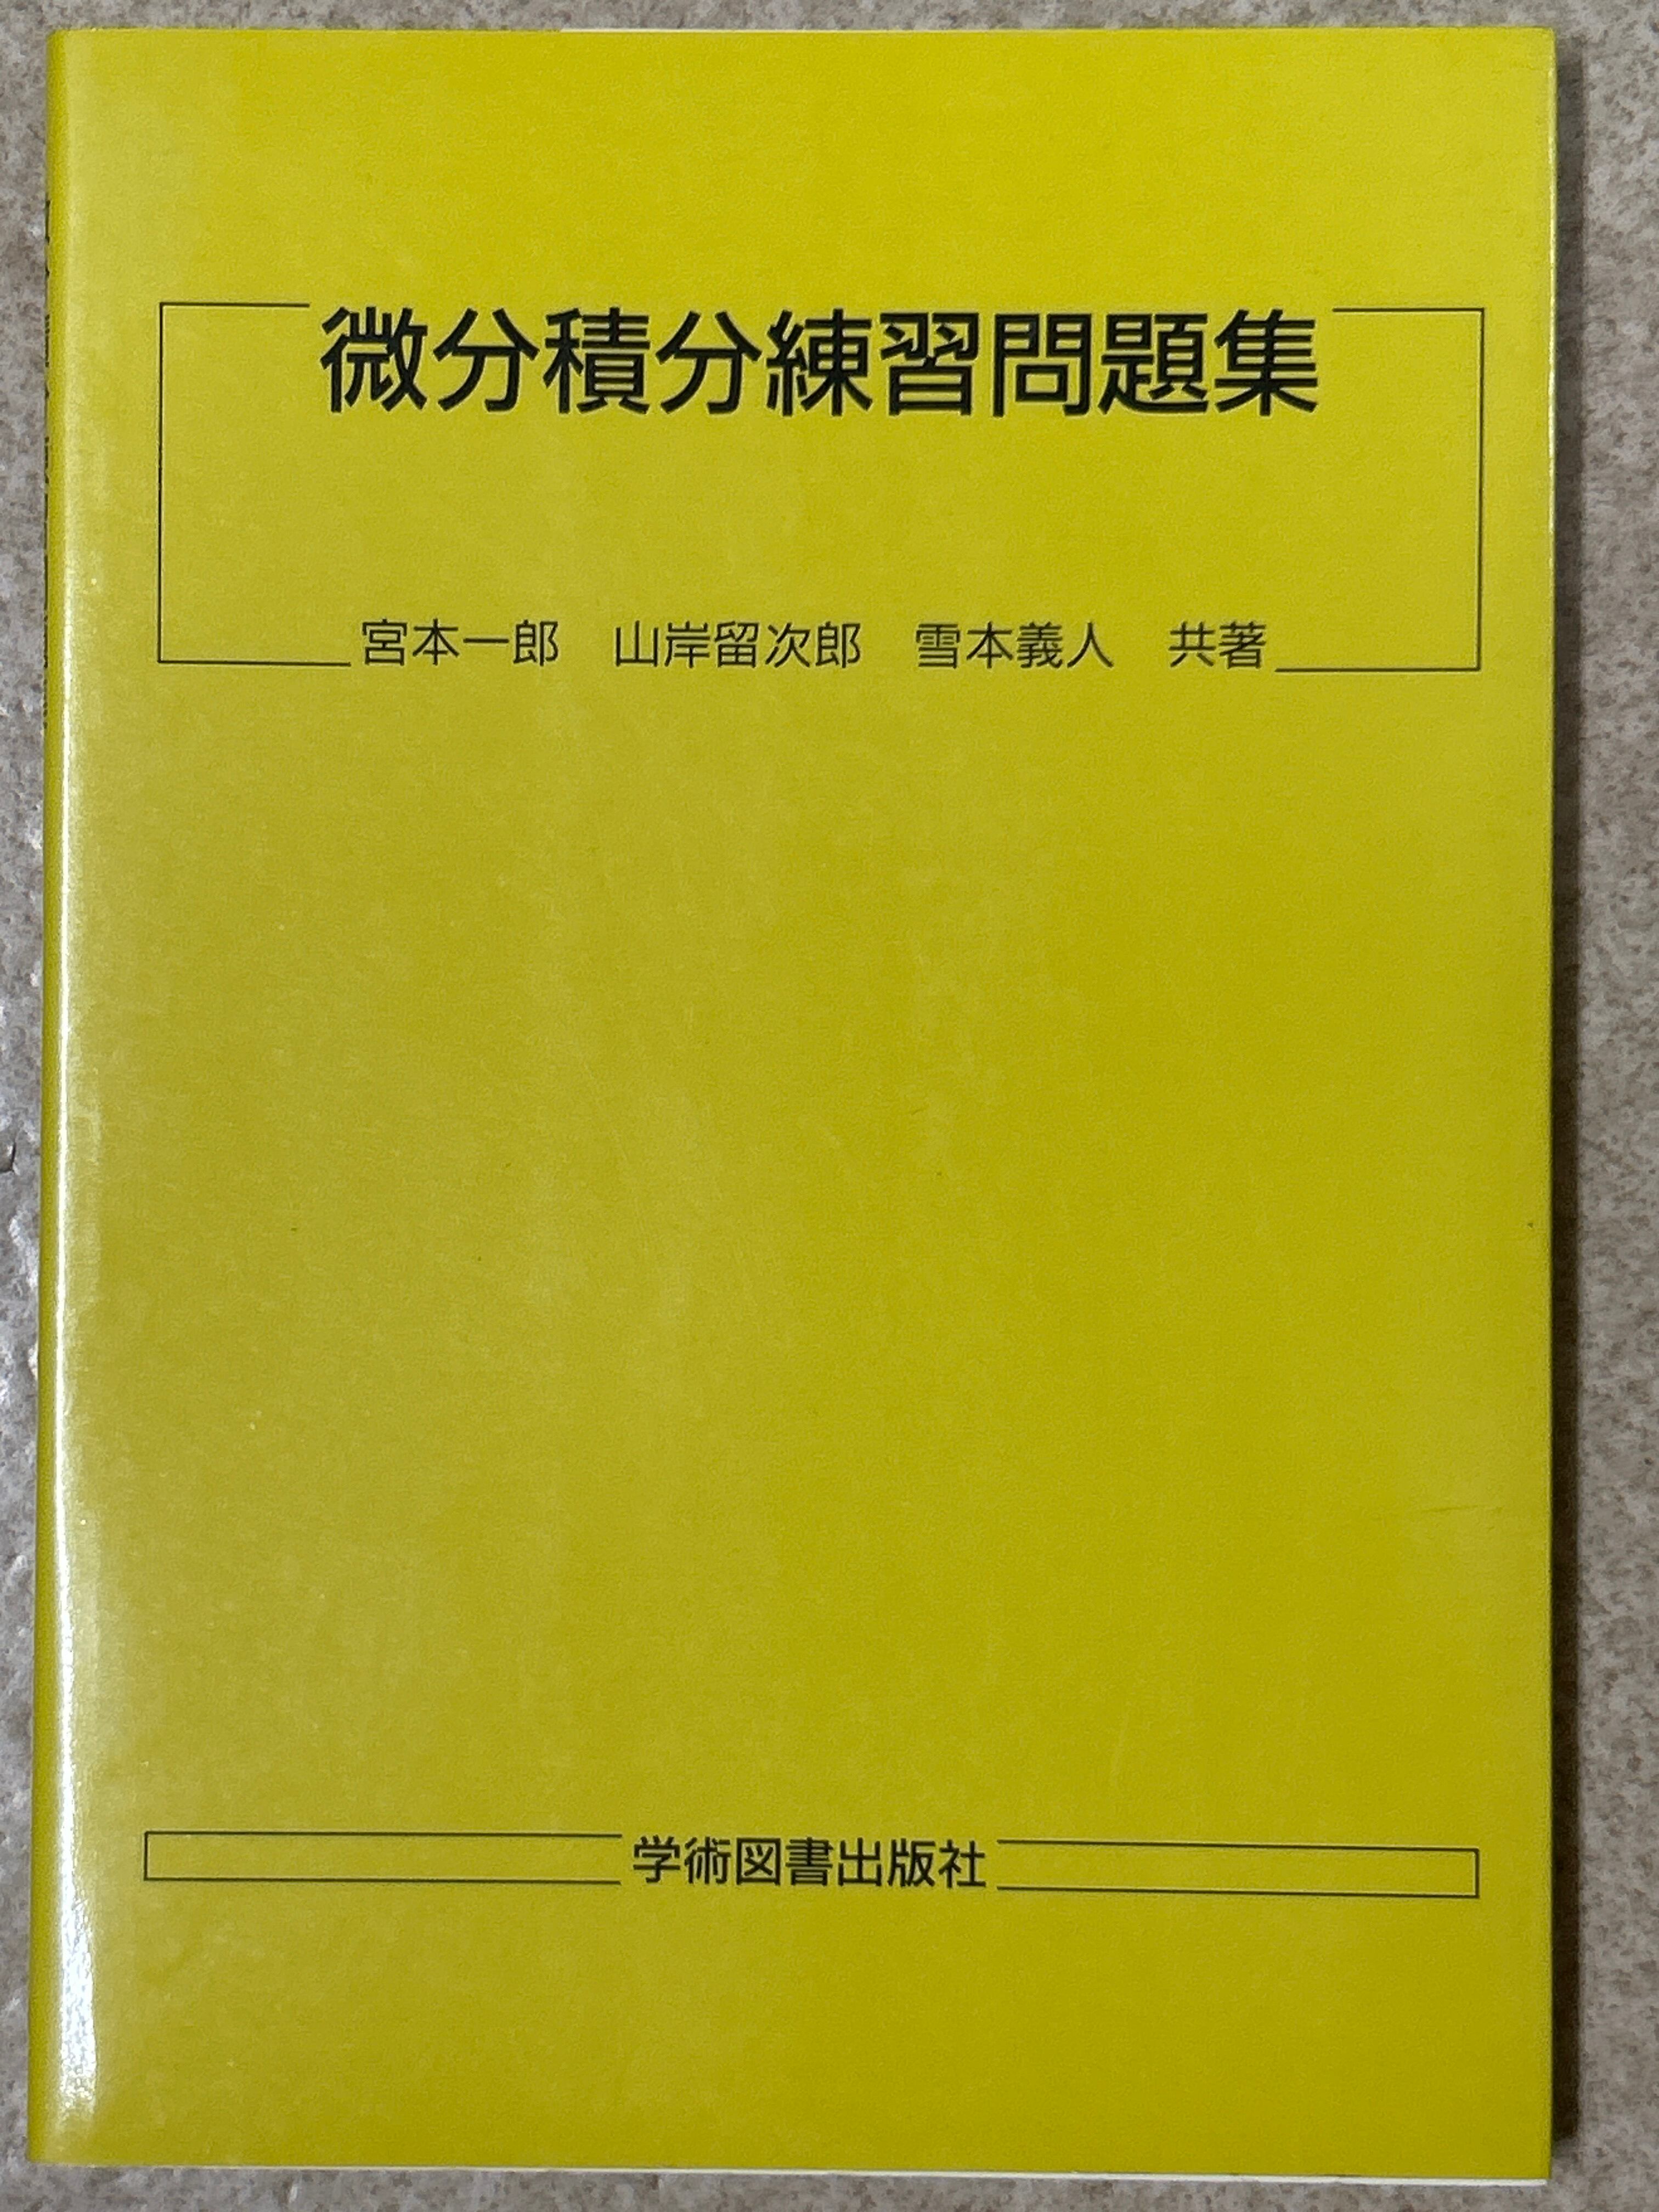 微分積分練習問題集
宮本一郎　山岸留次郎　雪本義人　共著
学術図書出版社